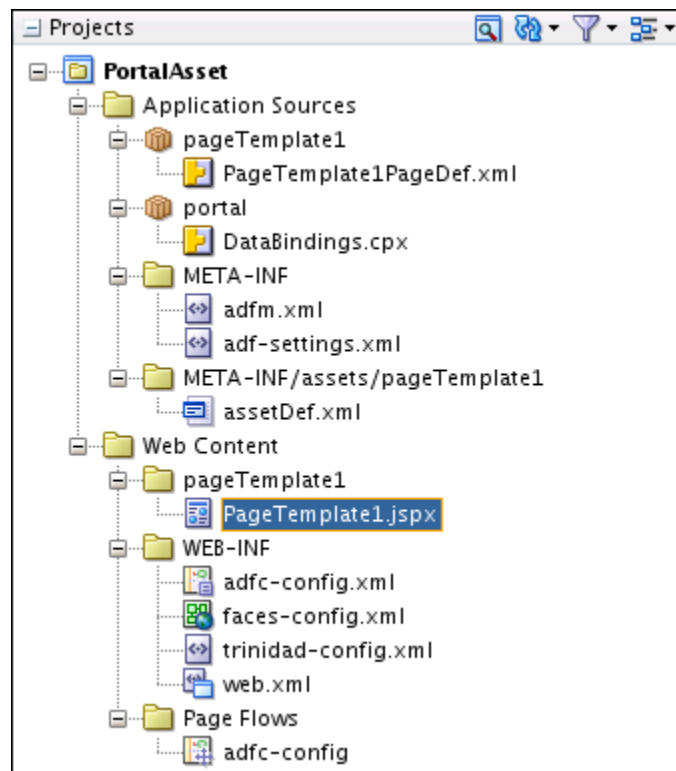 Projects
PortalAsset
Application Sources
pageTemplate1
PageTemplate1PageDef.xml
portal
DataBindings.cpx
META-INF
adfm.xml
adf-settings.xml
META-INF/assets/pageTemplate1
assetDef.xml
Web Content
pageTemplate1
PageTemplate1.jspx
WEB-INF
adfc-config.xml
faces-config.xml
trinidad-config.xml
web.xml
Page Flows
adfc-config